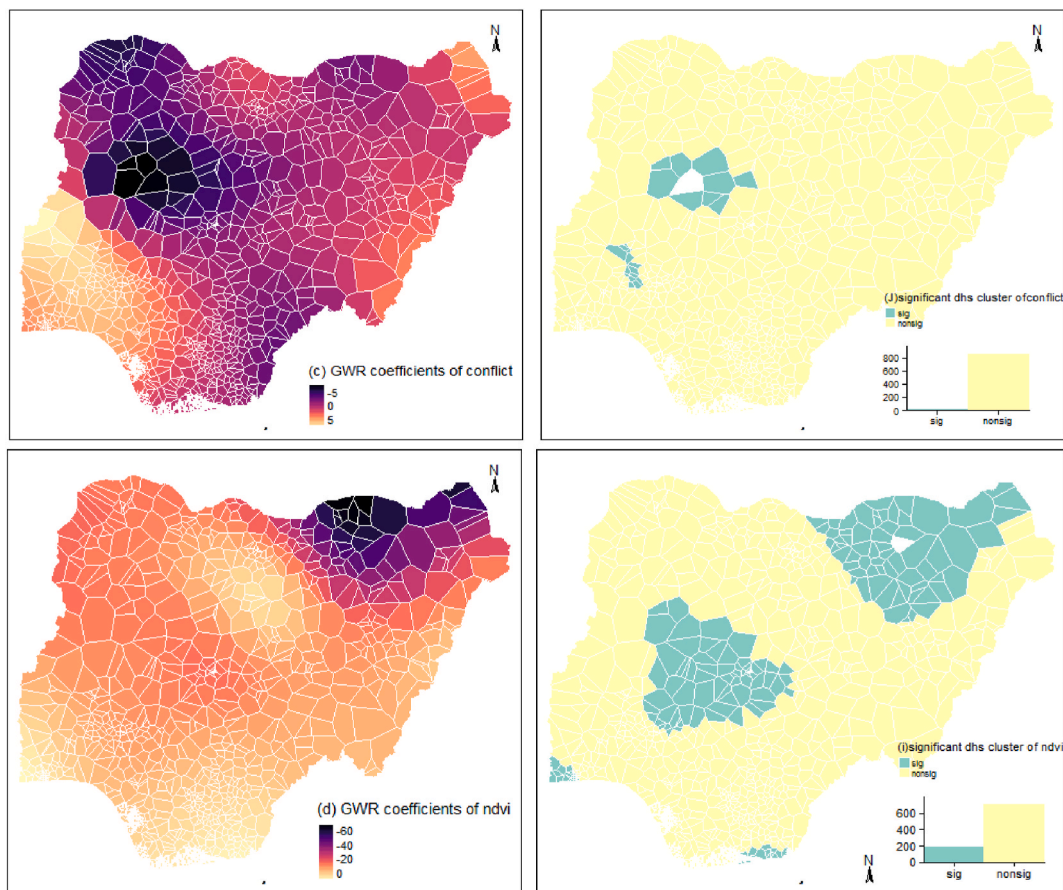 N
(c) GWR coefficients of conflict
-5
0
5
N
(J)significant dhs cluster ofconflict
sig
nonsig
800
600
400
200
0
sig nonsig
N
(d) GWR coefficients of ndvi
-60
-40
-20
0
(i)significant dhs cluster of ndvi
sig
nonsig
600
400
200
0
sig nonsig
N